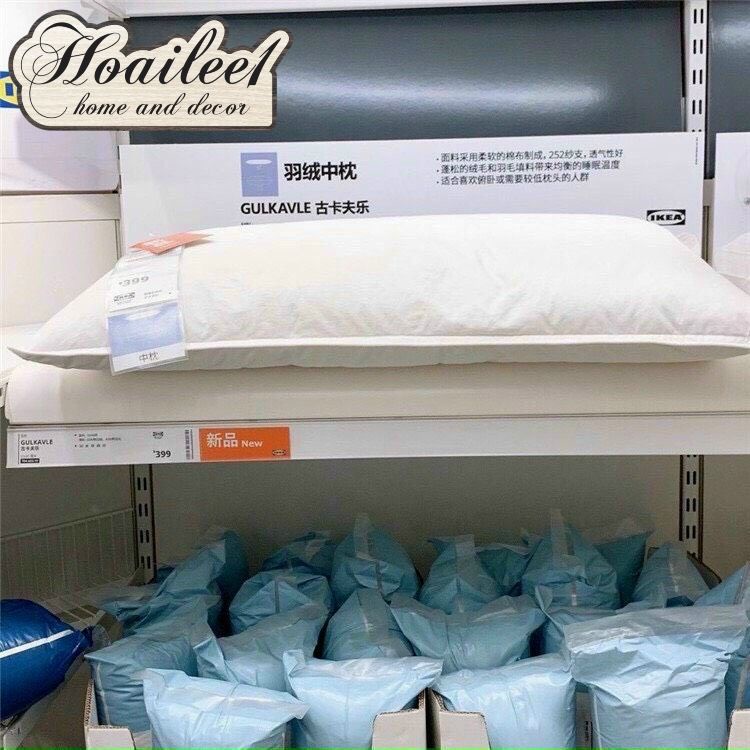 Hoailee1
home and decor
羽绒中枕
GULKAVLE 古卡夫乐
· 面料采用柔软的棉布制成，252纱支，透气性好
· 蓬松的绒毛和羽毛填料带来均衡的睡眠温度
· 适合喜欢俯卧或需要较低枕头的人群
IKEA
¥399
中枕
GULKAVLE
古卡夫乐
¥399
新品 New
IKEA